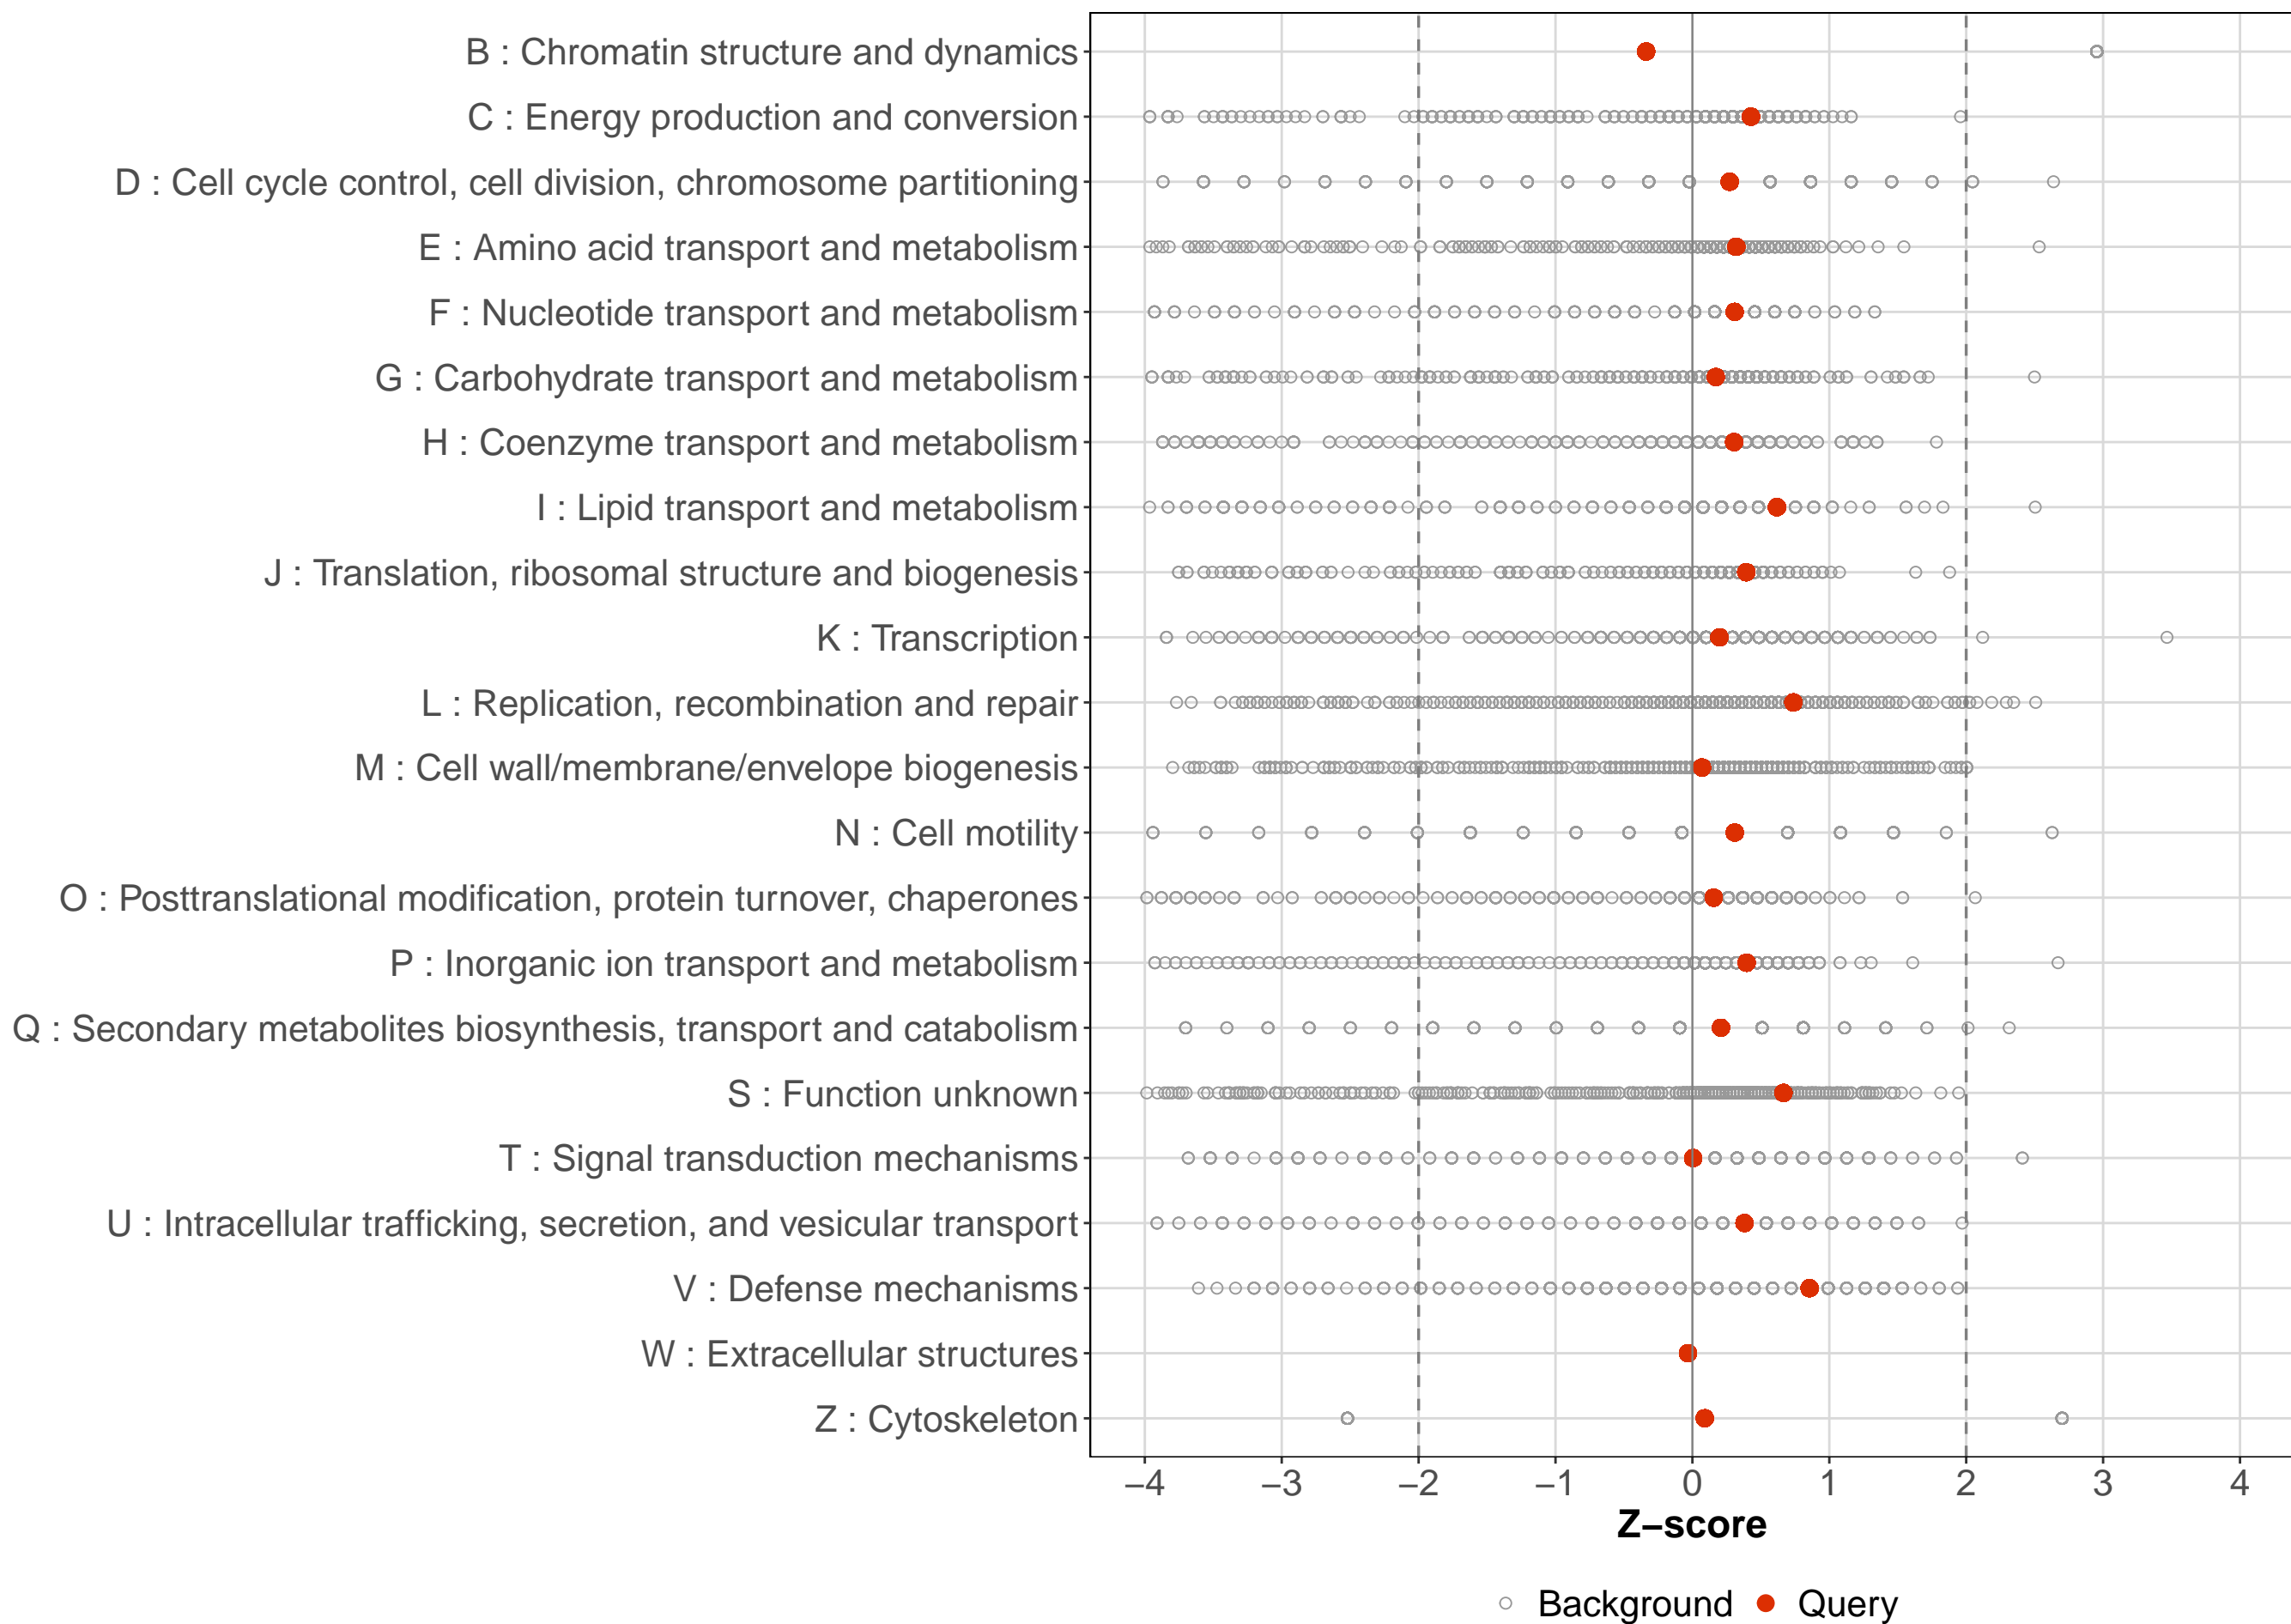 B : Chromatin structure and dynamics
C : Energy production and conversion
D : Cell cycle control, cell division, chromosome partitioning
E : Amino acid transport and metabolism
F : Nucleotide transport and metabolism
G : Carbohydrate transport and metabolism
H : Coenzyme transport and metabolism
I : Lipid transport and metabolism
J : Translation, ribosomal structure and biogenesis
K : Transcription
L : Replication, recombination and repair
M : Cell wall/membrane/envelope biogenesis
N : Cell motility
O : Posttranslational modification, protein turnover, chaperones
P : Inorganic ion transport and metabolism
Q : Secondary metabolites biosynthesis, transport and catabolism
S : Function unknown
T : Signal transduction mechanisms
U : Intracellular trafficking, secretion, and vesicular transport
V : Defense mechanisms
W : Extracellular structures
Z : Cytoskeleton
−4 −3 −2 −1 0 1 2 3 4
Z−score
Background Query